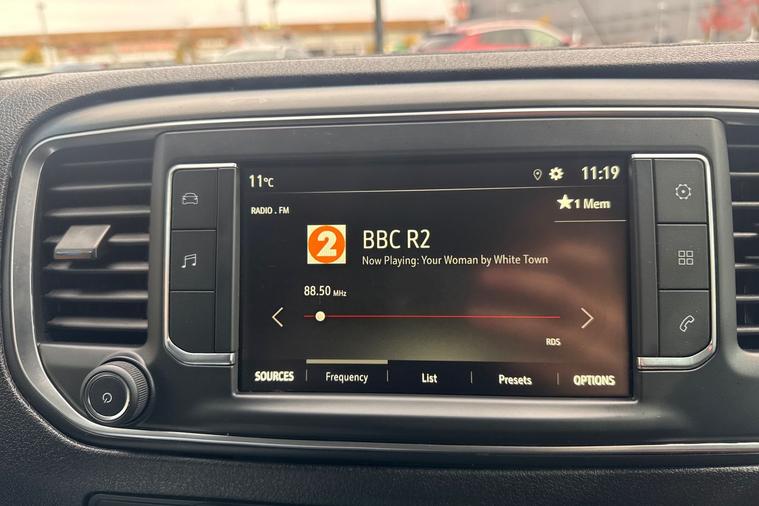 11°C
11:19
RADIO . FM
1 Mem
2
BBC R2
Now Playing: Your Woman by White Town
88.50 MHz
RDS
SOURCES
Frequency
List
Presets
OPTIONS